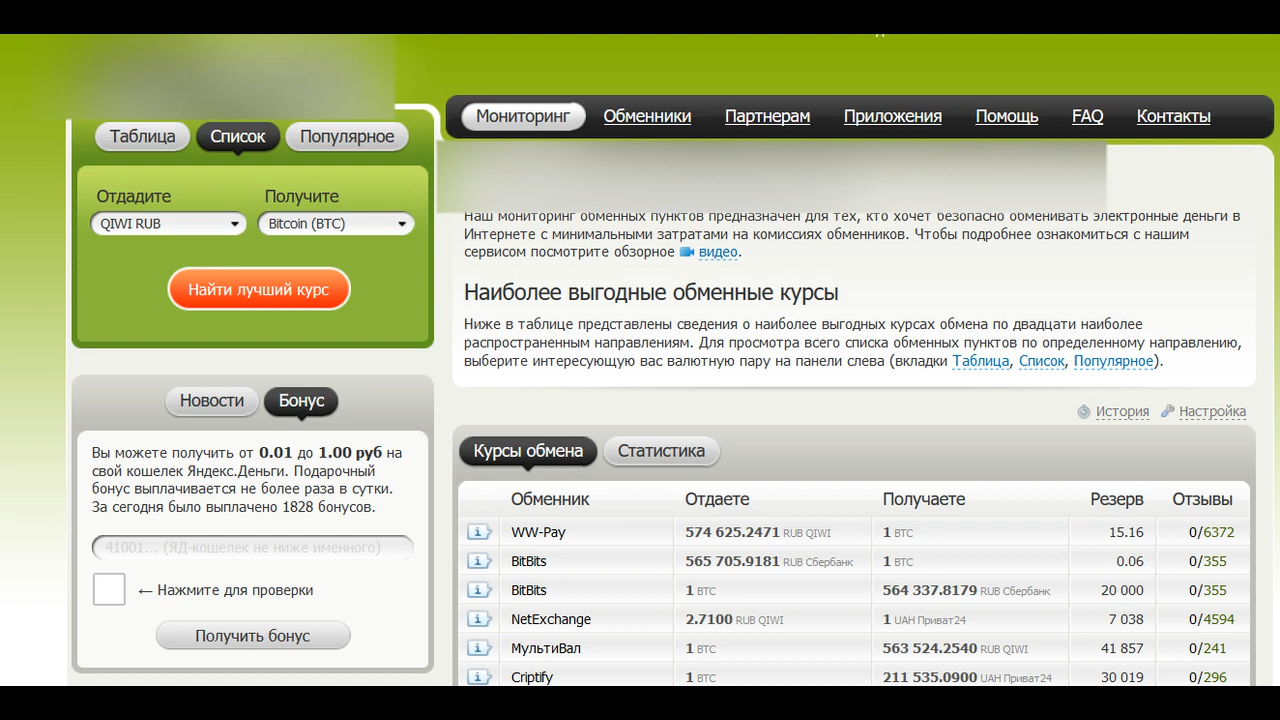 Мониторинг Обменники Партнерам Приложения Помощь FAQ Контакты
Таблица Список Популярное
Отдадите Получите
QIWI RUB Bitcoin (BTC)
Найти лучший курс
Наш мониторинг обменных пунктов предназначен для тех, кто хочет безопасно обменивать электронные деньги в
Интернете с минимальными затратами на комиссиях обменников. Чтобы подробнее ознакомиться с нашим
сервисом посмотрите обзорное видео.
Наиболее выгодные обменные курсы
Ниже в таблице представлены сведения о наиболее выгодных курсах обмена по двадцати наиболее
распространенным направлениям. Для просмотра всего списка обменных пунктов по определенному направлению,
выберите интересующую вас валютную пару на панели слева (вкладки Таблица, Список, Популярное).
Новости Бонус
Вы можете получить от 0.01 до 1.00 руб на
свой кошелек Яндекс.Деньги. Подарочный
бонус выплачивается не более раза в сутки.
За сегодня было выплачено 1828 бонусов.
41001... (ЯД-кошелек не ниже именного)
← Нажмите для проверки
Получить бонус
История Настройка
Курсы обмена Статистика
Обменник Отдаете Получаете Резерв Отзывы
WW-Pay 574 625.2471 RUB QIWI 1 BTC 15.16 0/6372
BitBits 565 705.9181 RUB Сбербанк 1 BTC 0.06 0/355
BitBits 1 BTC 564 337.8179 RUB Сбербанк 20 000 0/355
NetExchange 2.7100 RUB QIWI 1 UAH Приват24 7 038 0/4594
МультиВал 1 BTC 563 524.2540 RUB QIWI 41 857 0/241
Criptify 1 BTC 211 535.0900 UAH Приват24 30 019 0/296